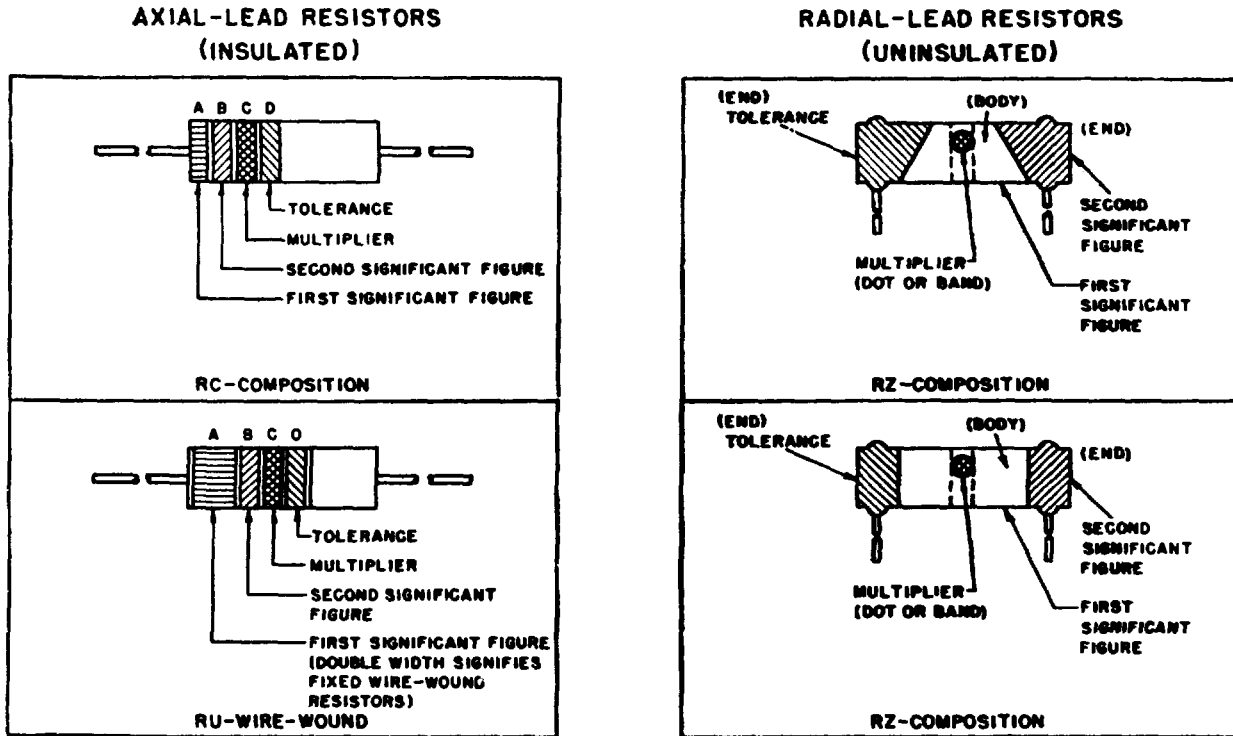 AXIAL-LEAD RESISTORS
(INSULATED)
A B C D
TOLERANCE
MULTIPLIER
SECOND SIGNIFICANT FIGURE
FIRST SIGNIFICANT FIGURE
RC-COMPOSITION
A B C O
TOLERANCE
MULTIPLIER
SECOND SIGNIFICANT
FIGURE
FIRST SIGNIFICANT FIGURE
(DOUBLE WIDTH SIGNIFIES
FIXED WIRE-WOUND
RESISTORS)
RU-WIRE-WOUND
RADIAL-LEAD RESISTORS
(UNINSULATED)
(END)
TOLERANCE
(BODY)
(END)
SECOND
SIGNIFICANT
FIGURE
MULTIPLIER
(DOT OR BAND)
FIRST
SIGNIFICANT
FIGURE
RZ-COMPOSITION
(END)
TOLERANCE
(BODY)
(END)
SECOND
SIGNIFICANT
FIGURE
MULTIPLIER
(DOT OR BAND)
FIRST
SIGNIFICANT
FIGURE
RZ-COMPOSITION